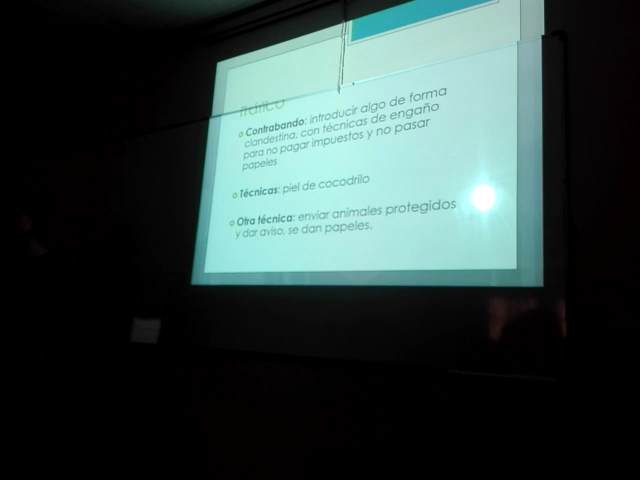 Tráfico
Contrabando: introducir algo de forma
clandestina, con técnicas de engaño
para no pagar impuestos y no pasar
papeles
Técnicas: piel de cocodrilo
Otra técnica: enviar animales protegidos
y dar aviso, se dan papeles.